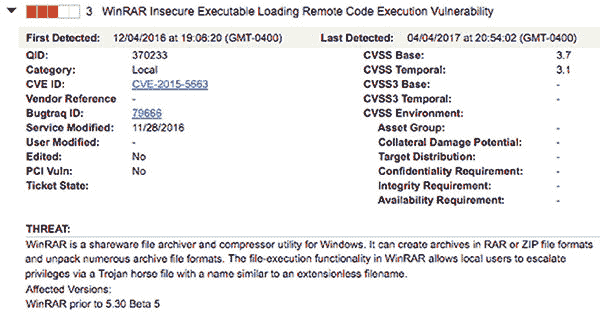 3 WinRAR Insecure Executable Loading Remote Code Execution Vulnerability
First Detected: 12/04/2016 at 19:06:20 (GMT-0400) Last Detected: 04/04/2017 at 20:54:02 (GMT-0400)
QID: 370233 CVSS Base: 3.7
Category: Local CVSS Temporal: 3.1
CVE ID: CVE-2015-5663 CVSS3 Base: -
Vendor Reference - CVSS3 Temporal: -
Bugtraq ID: 79666 CVSS Environment:
Service Modified: 11/28/2016 Asset Group: -
User Modified: - Collateral Damage Potential: -
Edited: No Target Distribution: -
PCI Vuln: No Confidentiality Requirement: -
Ticket State: Integrity Requirement: -
Availability Requirement: -
THREAT:
WinRAR is a shareware file archiver and compressor utility for Windows. It can create archives in RAR or ZIP file formats
and unpack numerous archive file formats. The file-execution functionality in WinRAR allows local users to escalate
privileges via a Trojan horse file with a name similar to an extensionless filename.
Affected Versions:
WinRAR prior to 5.30 Beta 5